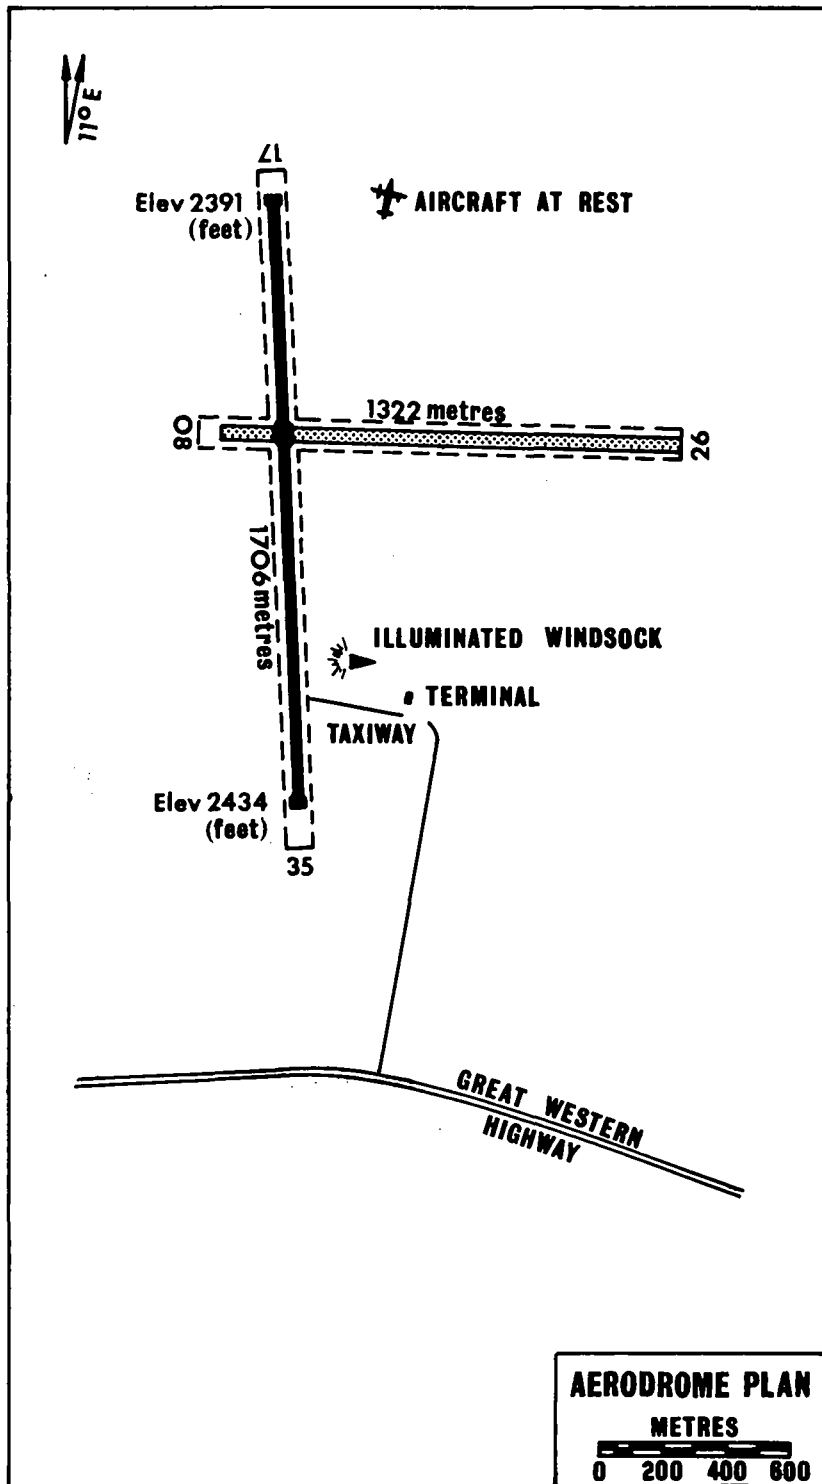 11° E
17
Elev 2391
(feet)
AIRCRAFT AT REST
1322 metres
08
26
1706 metres
ILLUMINATED WINDSOCK
TERMINAL
TAXIWAY
Elev 2434
(feet)
35
GREAT WESTERN
HIGHWAY
AERODROME PLAN
METRES
0 200 400 600